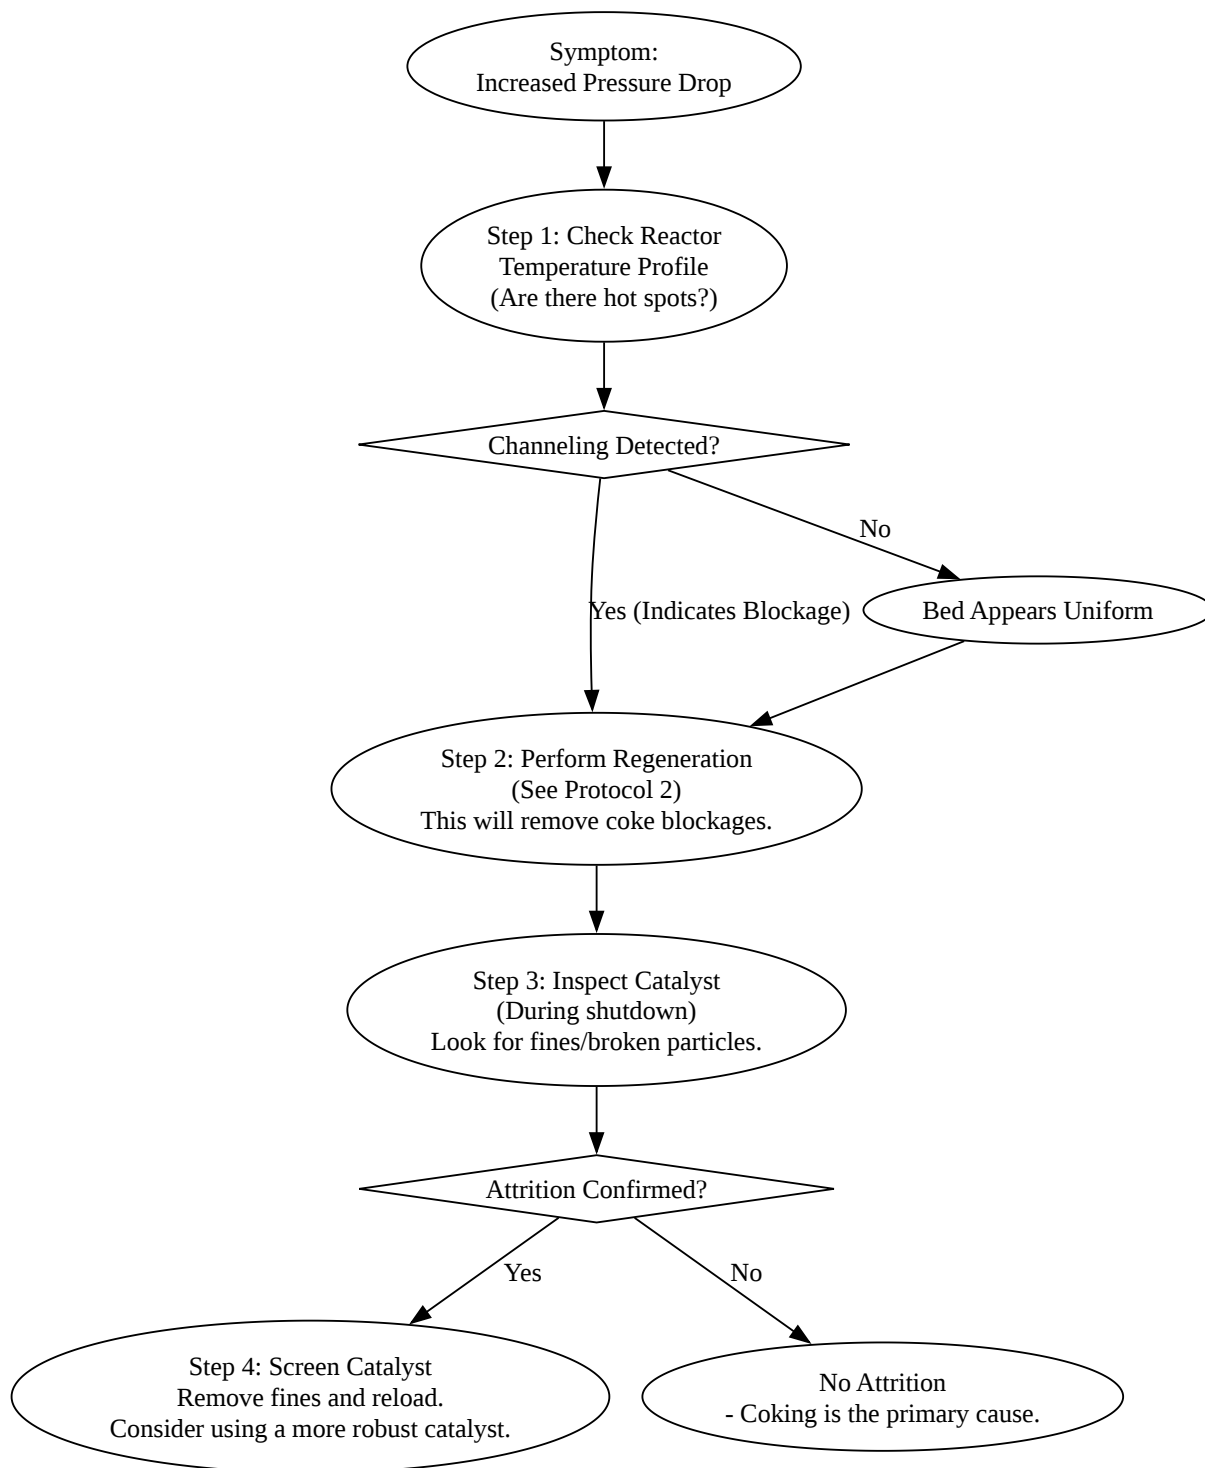 Symptom:
Increased Pressure Drop
Step 1: Check Reactor
Temperature Profile
(Are there hot spots?)
Channeling Detected?
No
Yes (Indicates Blockage)
Bed Appears Uniform
Step 2: Perform Regeneration
(See Protocol 2)
This will remove coke blockages.
Step 3: Inspect Catalyst
(During shutdown)
Look for fines/broken particles.
Attrition Confirmed?
Yes
No
Step 4: Screen Catalyst
Remove fines and reload.
Consider using a more robust catalyst.
No Attrition
- Coking is the primary cause.